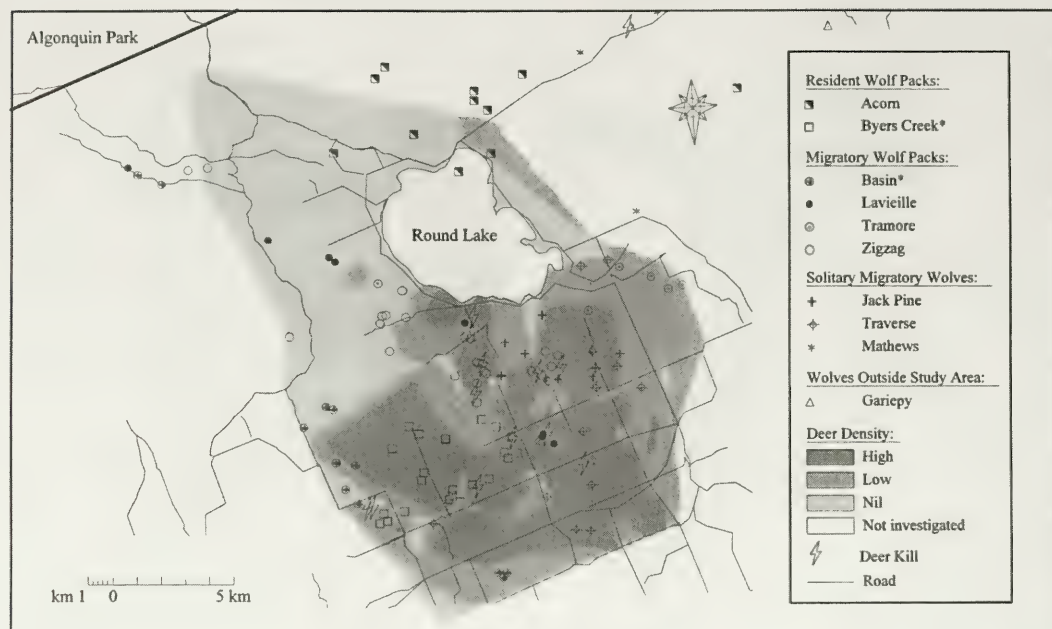 Algonquin Park
Round Lake
km 1 0 5 km
Resident Wolf Packs:
Acorn
Byers Creek*
Migratory Wolf Packs:
Basin*
Lavieille
Tramore
Zigzag
Solitary Migratory Wolves:
Jack Pine
Traverse
Mathews
Wolves Outside Study Area:
Gariepy
Deer Density:
High
Low
Nil
Not investigated
Deer Kill
Road